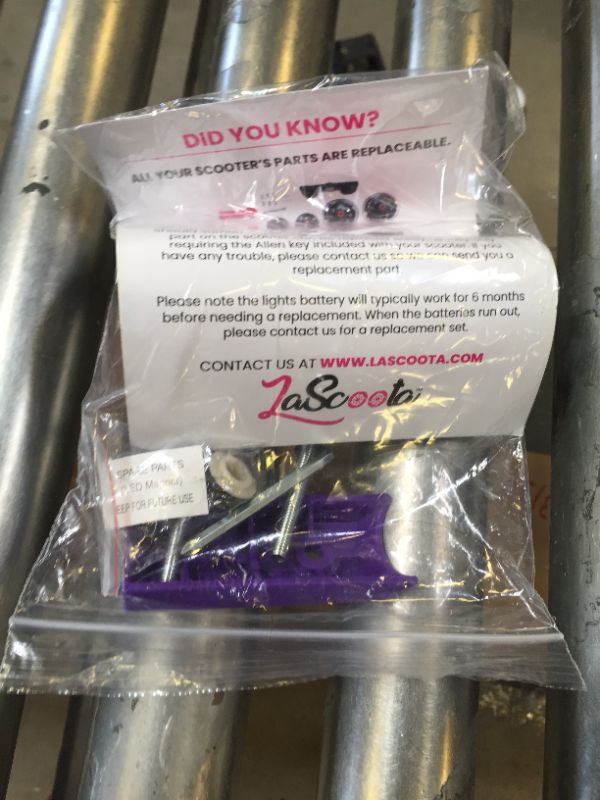 DID YOU KNOW?
ALL YOUR SCOOTER'S PARTS ARE REPLACEABLE.
part on the
requiring the Allen key included with your scooter. If you
have any trouble, please contact us so we can send you a
replacement part
Please note the lights battery will typically work for 6 months
before needing a replacement. When the batteries run out,
please contact us for a replacement set.
CONTACT US AT WWW.LASCOOTA.COM
LaScoota
SPARE PARTS
KEEP FOR FUTURE USE